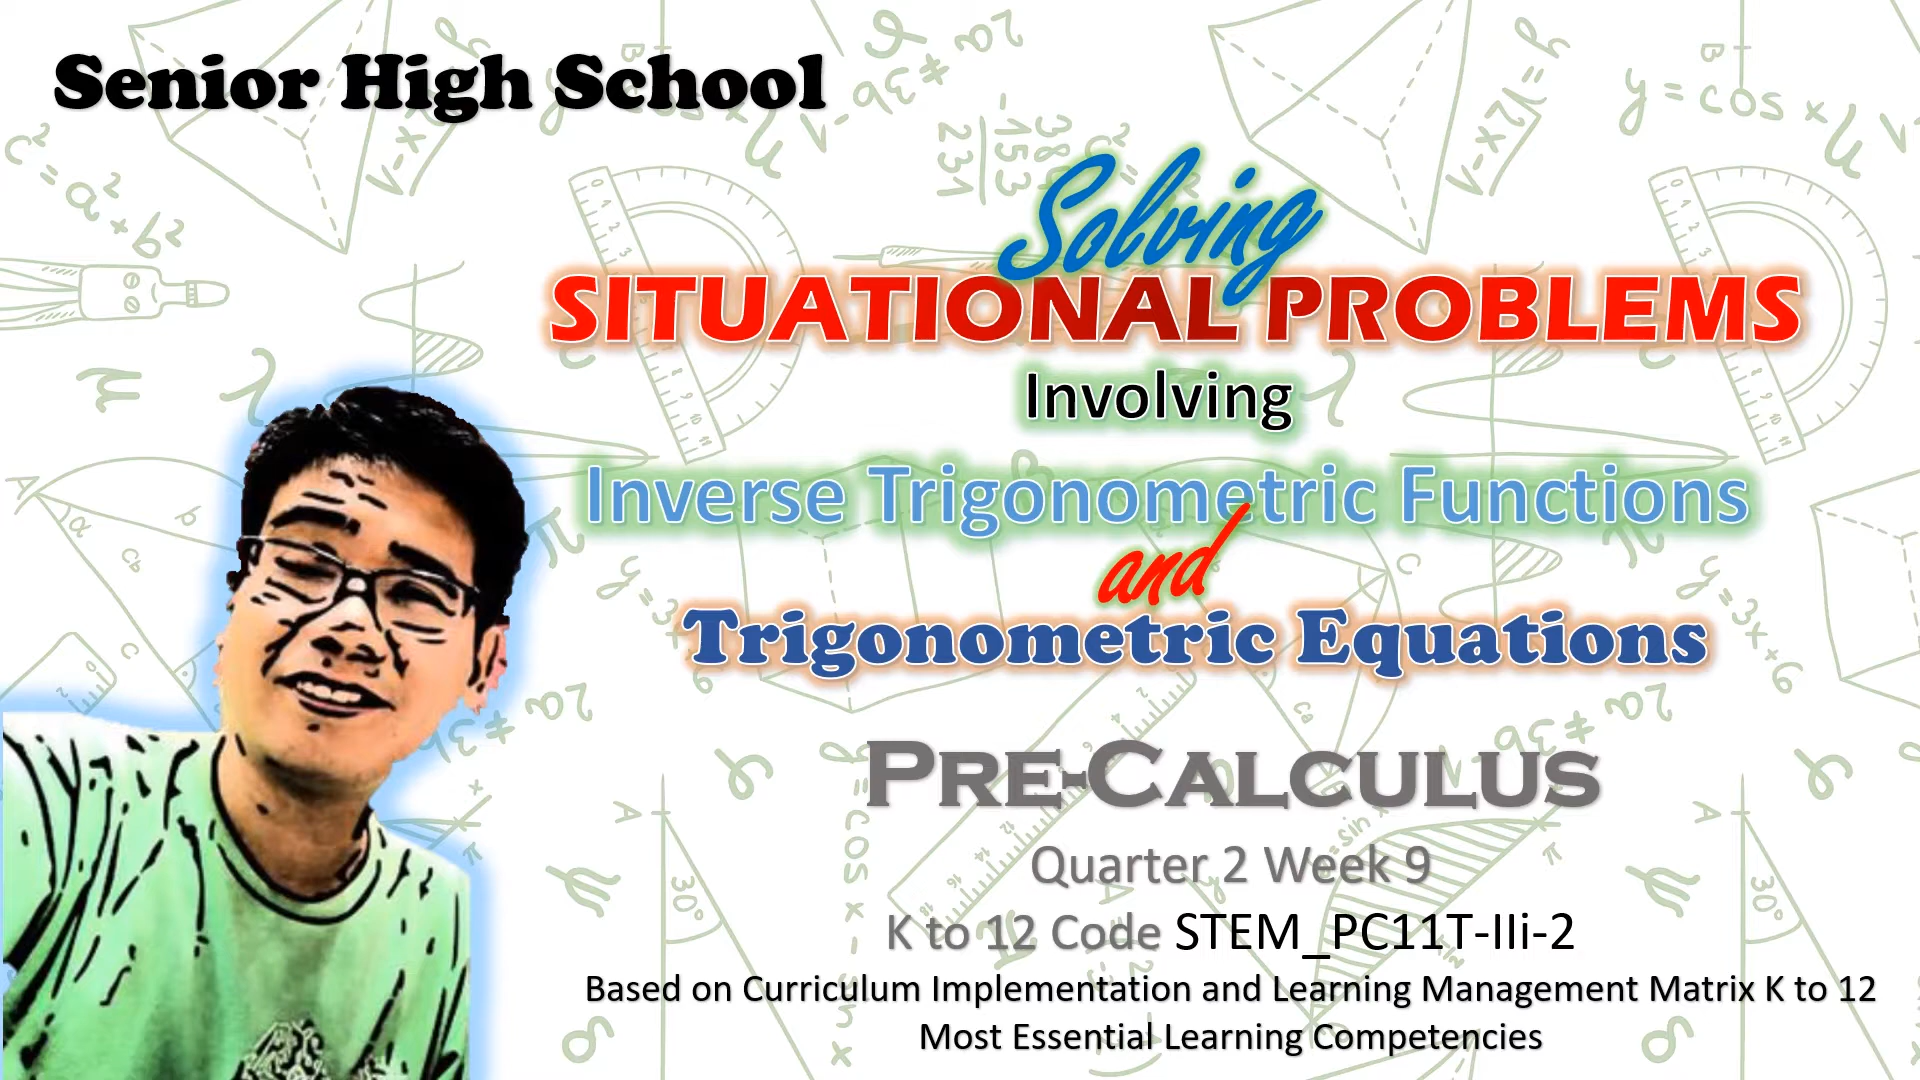 Senior High School
Solving
SITUATIONAL PROBLEMS
Involving
Inverse Trigonometric Functions
and
Trigonometric Equations
PRE-CALCULUS
Quarter 2 Week 9
K to 12 Code STEM_PC11T-IIi-2
Based on Curriculum Implementation and Learning Management Matrix K to 12
Most Essential Learning Competencies